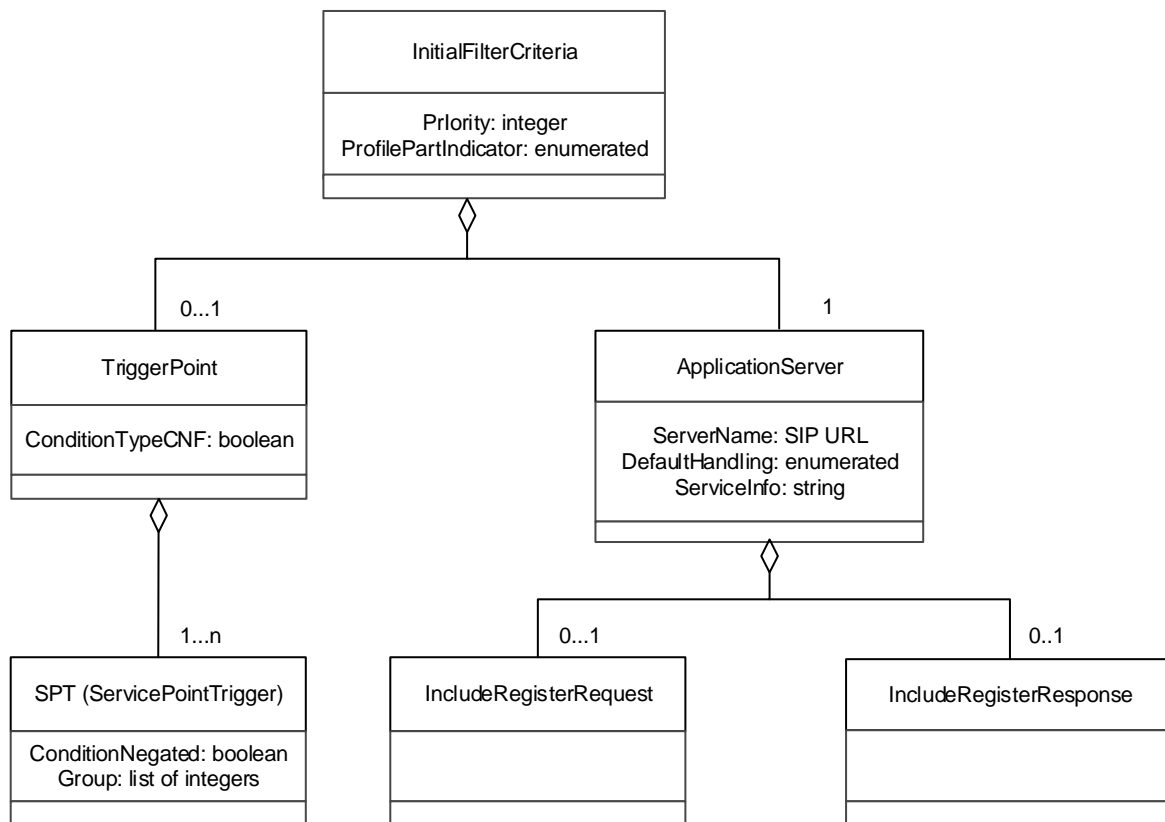 InitialFilterCriteria
PrIority: integer
ProfilePartIndicator: enumerated
0...1
1
TriggerPoint
ApplicationServer
ConditionTypeCNF: boolean
ServerName: SIP URL
DefaultHandling: enumerated
ServiceInfo: string
1...n
0...1
0..1
SPT (ServicePointTrigger)
IncludeRegisterRequest
IncludeRegisterResponse
ConditionNegated: boolean
Group: list of integers